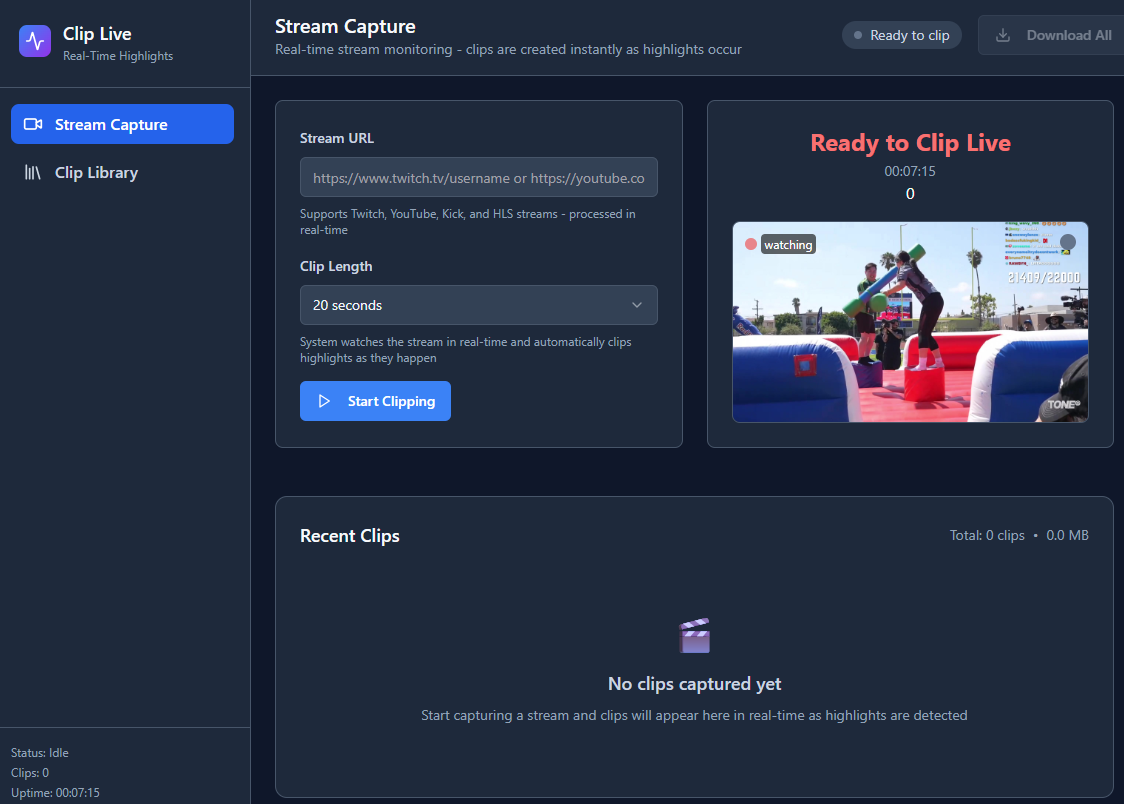 Clip Live
Real-Time Highlights
Stream Capture
Clip Library
Status: Idle
Clips: 0
Uptime: 00:07:15
Stream Capture
Real-time stream monitoring - clips are created instantly as highlights occur
Ready to clip
Download All
Stream URL
https://www.twitch.tv/username or https://youtube.co
Supports Twitch, YouTube, Kick, and HLS streams - processed in
real-time
Clip Length
20 seconds
System watches the stream in real-time and automatically clips
highlights as they happen
Start Clipping
Ready to Clip Live
00:07:15
0
watching
21409/22000
TONE
Recent Clips
Total: 0 clips • 0.0 MB
No clips captured yet
Start capturing a stream and clips will appear here in real-time as highlights are detected